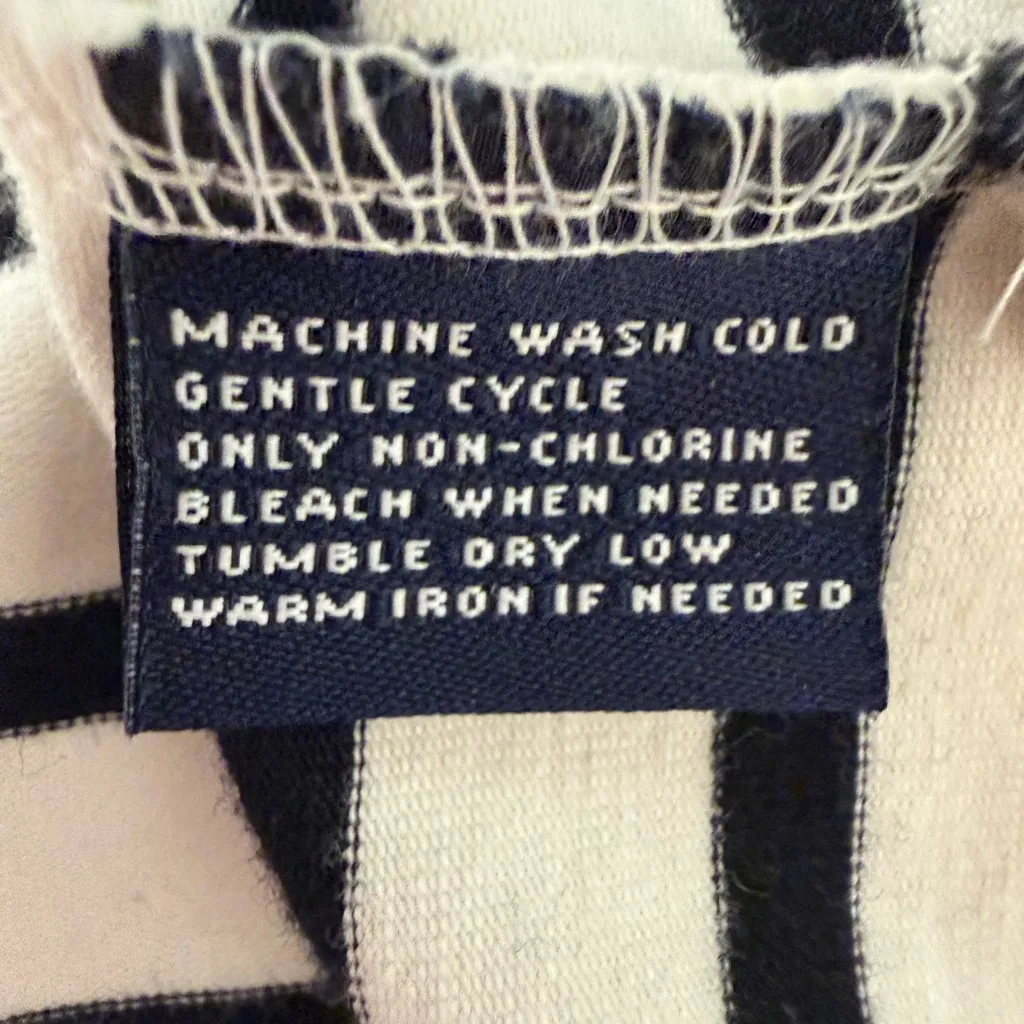 MACHINE WASH COLD
GENTLE CYCLE
ONLY NON-CHLORINE
BLEACH WHEN NEEDED
TUMBLE DRY LOW
WARM IRON IF NEEDED